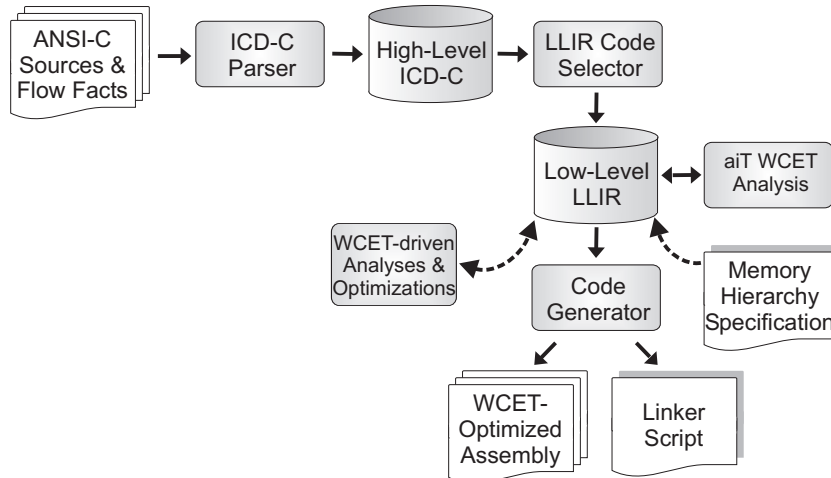 ANSI-C
Sources &
Flow Facts
ICD-C
Parser
High-Level
ICD-C
LLIR Code
Selector
Low-Level
LLIR
aiT WCET
Analysis
WCET-driven
Analyses &
Optimizations
Memory
Hierarchy
Specification
Code
Generator
WCET-
Optimized
Assembly
Linker
Script